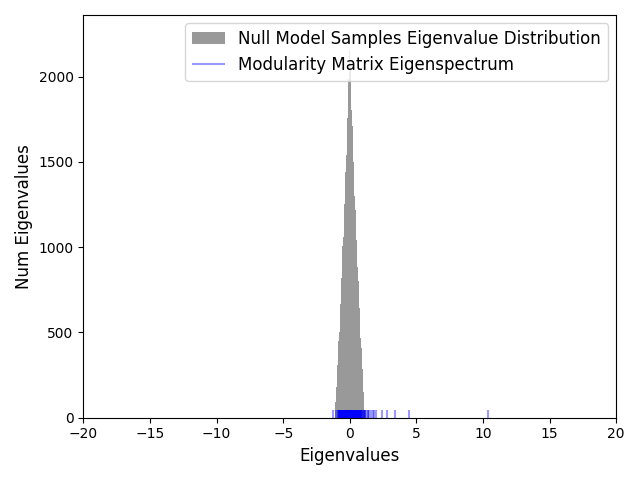 Null Model Samples Eigenvalue Distribution
Modularity Matrix Eigenspectrum
2000
1500
1000
500
0
Num Eigenvalues
−20 −15 −10 −5 0 5 10 15 20
Eigenvalues